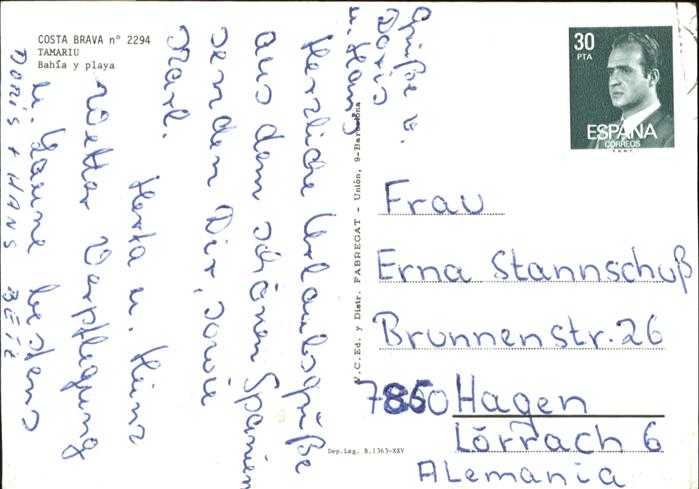 COSTA BRAVA nº 2294
TAMARIU
Bahía y playa
Grüße v.
Doris
u. Hans
Herzliche Urlaubsgrüße
aus dem schönen Spanien
senden Dir, sowie
Karl.
Herta u. Heinz
Wetter Verpflegung
u. Laune bestens
DORIS + HANS
V.C.Ed. y Distr. FABREGAT - Unión, 9-Barcelona
Dep.Leg. B.1363-XXV
30
PTA
ESPAÑA
CORREOS
F.N.M.T.
Frau
Erna Stannschuß
Brunnenstr. 26
7850 Hagen
Lörrach 6
ALemania